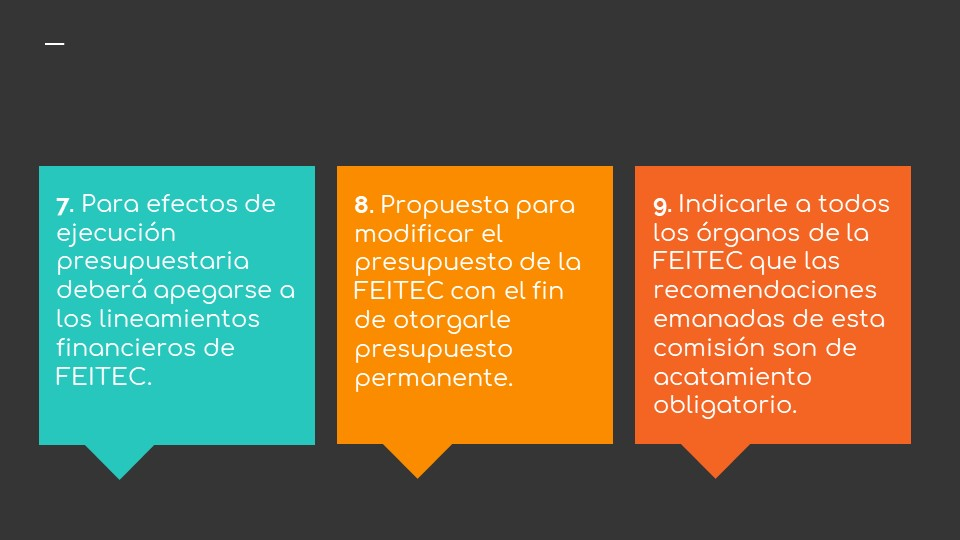 7. Para efectos de
ejecución
presupuestaria
deberá apegarse a
los lineamientos
financieros de
FEITEC.
8. Propuesta para
modificar el
presupuesto de la
FEITEC con el fin
de otorgarle
presupuesto
permanente.
9. Indicarle a todos
los órganos de la
FEITEC que las
recomendaciones
emanadas de esta
comisión son de
acatamiento
obligatorio.